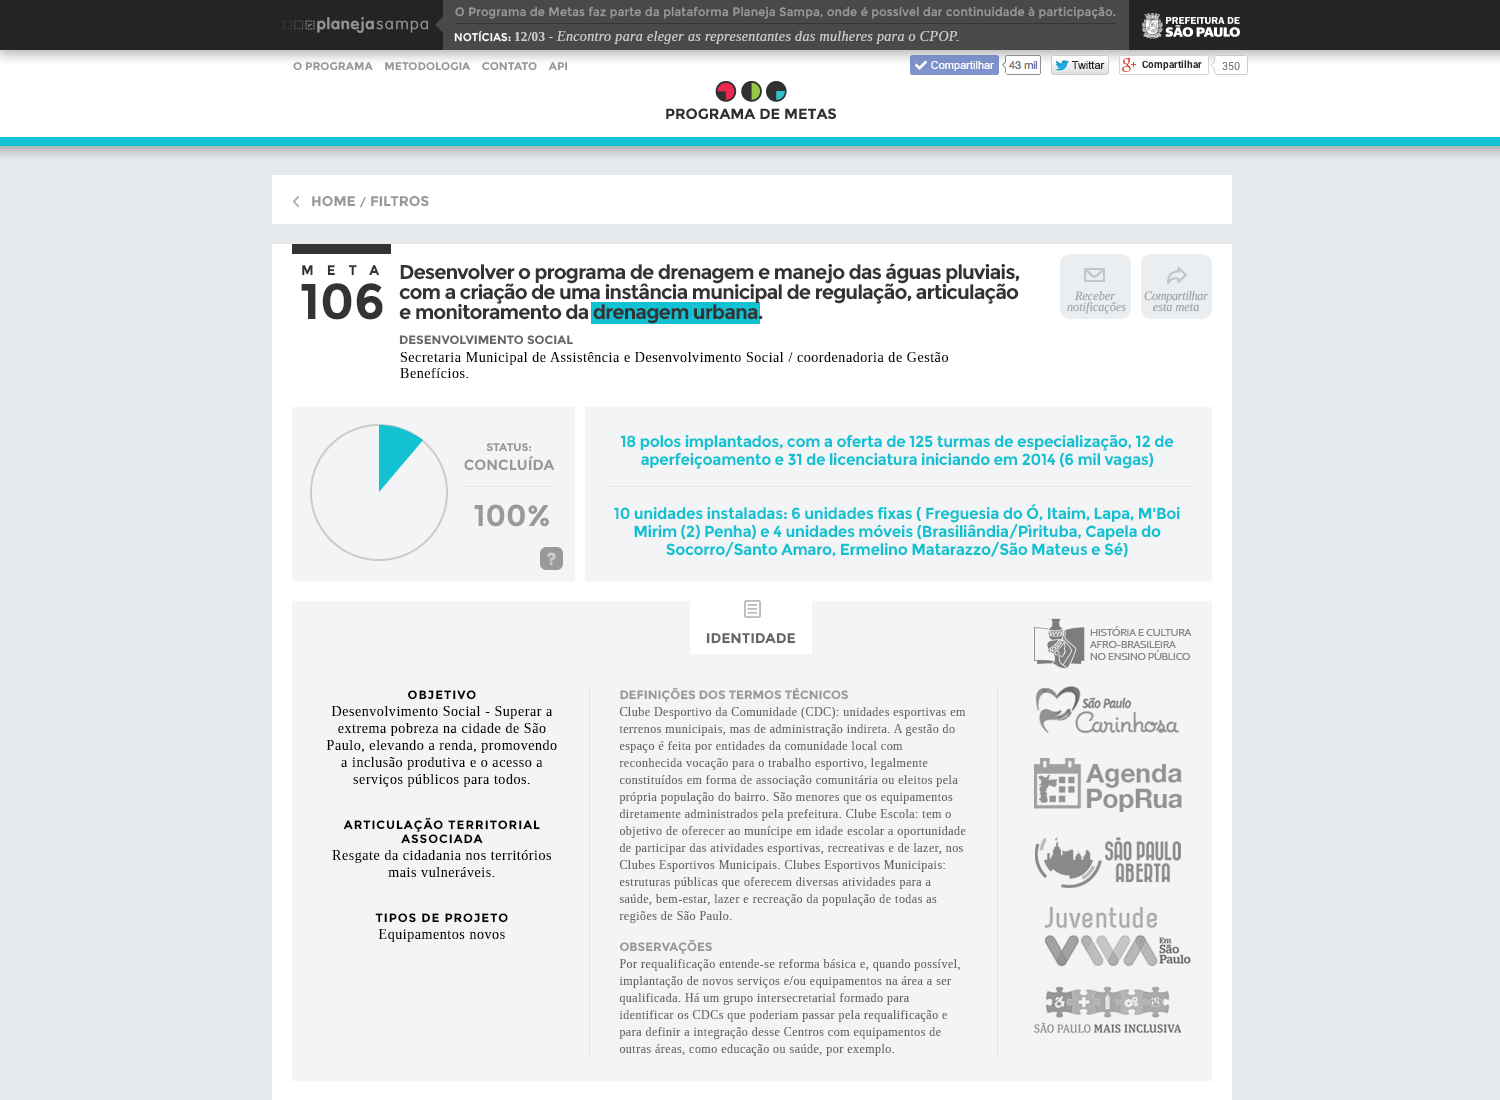 planejasampa
O Programa de Metas faz parte da plataforma Planeja Sampa, onde é possível dar continuidade à participação.
NOTÍCIAS: 12/03 - Encontro para eleger as representantes das mulheres para o CPOP.
PREFEITURA DE
SÃO PAULO
O PROGRAMA METODOLOGIA CONTATO API
Compartilhar 43 mil Twittar Compartilhar 350
PROGRAMA DE METAS
HOME / FILTROS
META
106
Desenvolver o programa de drenagem e manejo das águas pluviais,
com a criação de uma instância municipal de regulação, articulação
e monitoramento da drenagem urbana.
DESENVOLVIMENTO SOCIAL
Secretaria Municipal de Assistência e Desenvolvimento Social / coordenadoria de Gestão
Benefícios.
Receber
notificações
Compartilhar
esta meta
STATUS:
CONCLUÍDA
100%
?
18 polos implantados, com a oferta de 125 turmas de especialização, 12 de
aperfeiçoamento e 31 de licenciatura iniciando em 2014 (6 mil vagas)
10 unidades instaladas: 6 unidades fixas ( Freguesia do Ó, Itaim, Lapa, M'Boi
Mirim (2) Penha) e 4 unidades móveis (Brasiliândia/Pìrituba, Capela do
Socorro/Santo Amaro, Ermelino Matarazzo/São Mateus e Sé)
IDENTIDADE
OBJETIVO
Desenvolvimento Social - Superar a
extrema pobreza na cidade de São
Paulo, elevando a renda, promovendo
a inclusão produtiva e o acesso a
serviços públicos para todos.
ARTICULAÇÃO TERRITORIAL
ASSOCIADA
Resgate da cidadania nos territórios
mais vulneráveis.
TIPOS DE PROJETO
Equipamentos novos
DEFINIÇÕES DOS TERMOS TÉCNICOS
Clube Desportivo da Comunidade (CDC): unidades esportivas em
terrenos municipais, mas de administração indireta. A gestão do
espaço é feita por entidades da comunidade local com
reconhecida vocação para o trabalho esportivo, legalmente
constituídos em forma de associação comunitária ou eleitos pela
própria população do bairro. São menores que os equipamentos
diretamente administrados pela prefeitura. Clube Escola: tem o
objetivo de oferecer ao munícipe em idade escolar a oportunidade
de participar das atividades esportivas, recreativas e de lazer, nos
Clubes Esportivos Municipais. Clubes Esportivos Municipais:
estruturas públicas que oferecem diversas atividades para a
saúde, bem-estar, lazer e recreação da população de todas as
regiões de São Paulo.
OBSERVAÇÕES
Por requalificação entende-se reforma básica e, quando possível,
implantação de novos serviços e/ou equipamentos na área a ser
qualificada. Há um grupo intersecretarial formado para
identificar os CDCs que poderiam passar pela requalificação e
para definir a integração desse Centros com equipamentos de
outras áreas, como educação ou saúde, por exemplo.
HISTÓRIA E CULTURA
AFRO-BRASILEIRA
NO ENSINO PÚBLICO
São Paulo
Carinhosa
Agenda
PopRua
SÃO PAULO
ABERTA
Juventude
VIVA Em
São
Paulo
SÃO PAULO MAIS INCLUSIVA